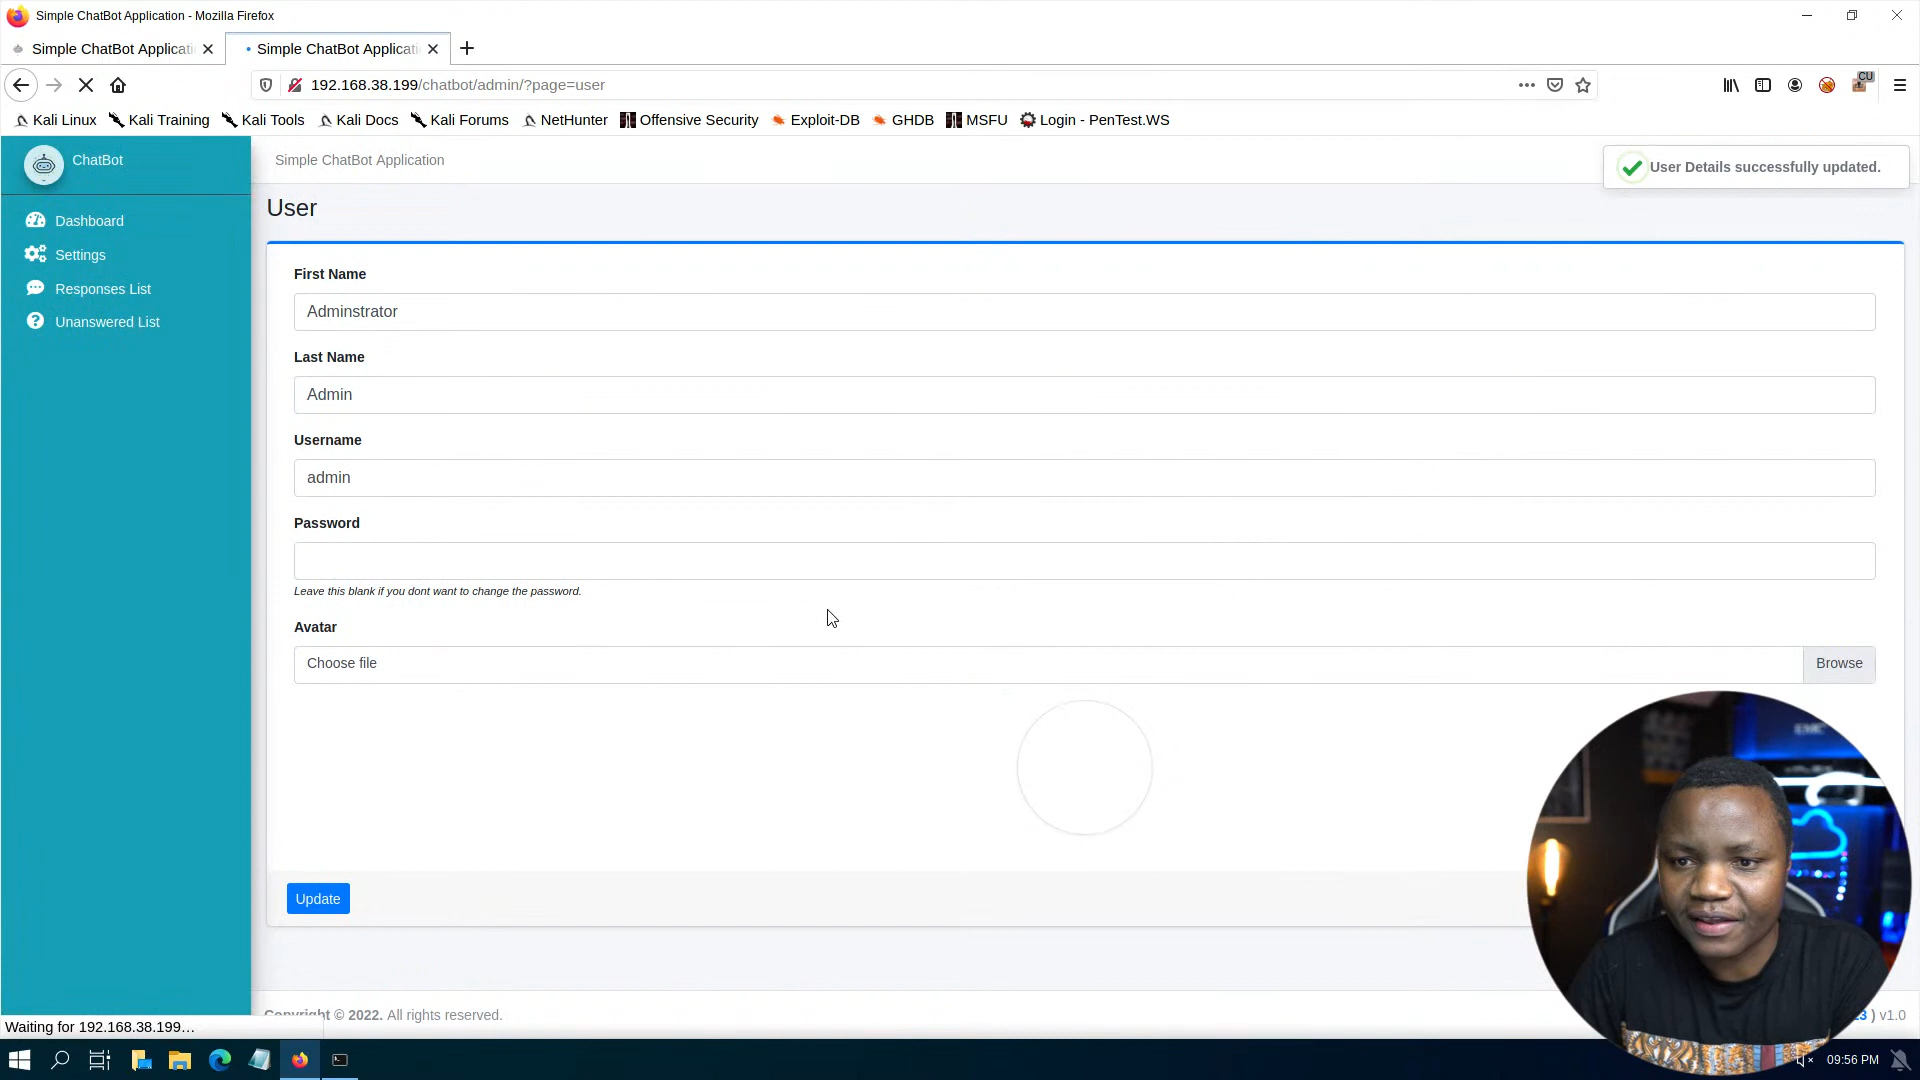 Simple ChatBot Application - Mozilla Firefox
Simple ChatBot Applicati
Simple ChatBot Applicati
192.168.38.199/chatbot/admin/?page=user
CU
Kali Linux
Kali Training
Kali Tools
Kali Docs
Kali Forums
NetHunter
Offensive Security
Exploit-DB
GHDB
MSFU
Login - PenTest.WS
ChatBot
Simple ChatBot Application
User Details successfully updated.
Dashboard
Settings
Responses List
Unanswered List
User
First Name
Adminstrator
Last Name
Admin
Username
admin
Password
Leave this blank if you dont want to change the password.
Avatar
Choose file
Browse
Update
Copyright © 2022. All rights reserved.
) v1.0
Waiting for 192.168.38.199…
09:56 PM